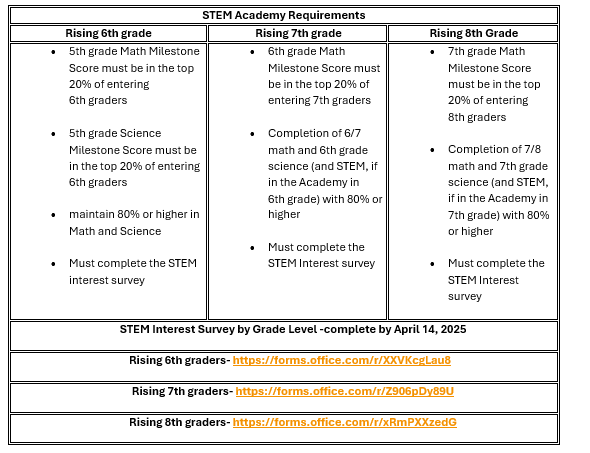 STEM Academy Requirements
Rising 6th grade
Rising 7th grade
Rising 8th Grade
• 5th grade Math Milestone
Score must be in the top
20% of entering
6th graders
• 5th grade Science
Milestone Score must be
in the top 20% of entering
6th graders
• maintain 80% or higher in
Math and Science
• Must complete the STEM
interest survey
• 6th grade Math
Milestone Score must
be in the top 20% of
entering 7th graders
• Completion of 6/7
math and 6th grade
science (and STEM, if
in the Academy in
6th grade) with 80% or
higher
• Must complete the
STEM Interest survey
• 7th grade Math
Milestone Score
must be in the top
20% of entering
8th graders
• Completion of 7/8
math and 7th grade
science (and STEM,
if in the Academy in
7th grade) with 80%
or higher
• Must complete the
STEM Interest
survey
STEM Interest Survey by Grade Level -complete by April 14, 2025
Rising 6th graders- https://forms.office.com/r/XXVKcgLau8
Rising 7th graders- https://forms.office.com/r/Z906pDy89U
Rising 8th graders- https://forms.office.com/r/xRmPXXzedG